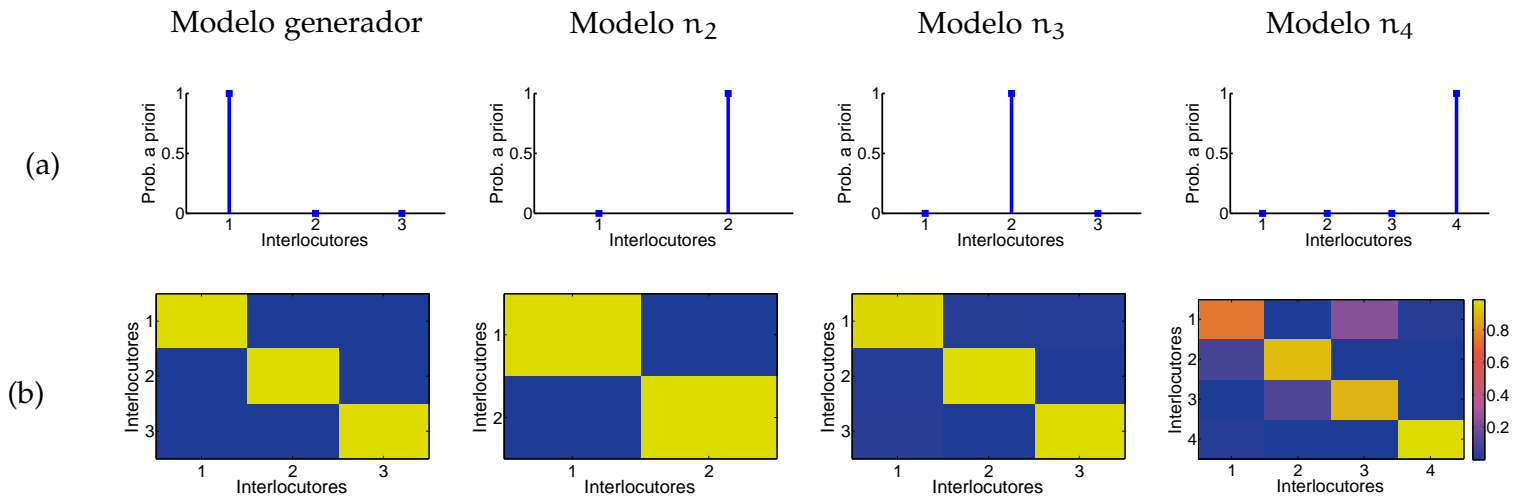 Modelo generador
Modelo n₂
Modelo n₃
Modelo n₄
(a)
Prob. a priori
1
0.5
0
1 2 3
Interlocutores
Prob. a priori
1
0.5
0
1 2
Interlocutores
Prob. a priori
1
0.5
0
1 2 3
Interlocutores
Prob. a priori
1
0.5
0
1 2 3 4
Interlocutores
(b)
Interlocutores
1
2
3
1 2 3
Interlocutores
Interlocutores
1
2
1 2
Interlocutores
Interlocutores
1
2
3
1 2 3
Interlocutores
Interlocutores
1
2
3
4
1 2 3 4
Interlocutores
0.8
0.6
0.4
0.2